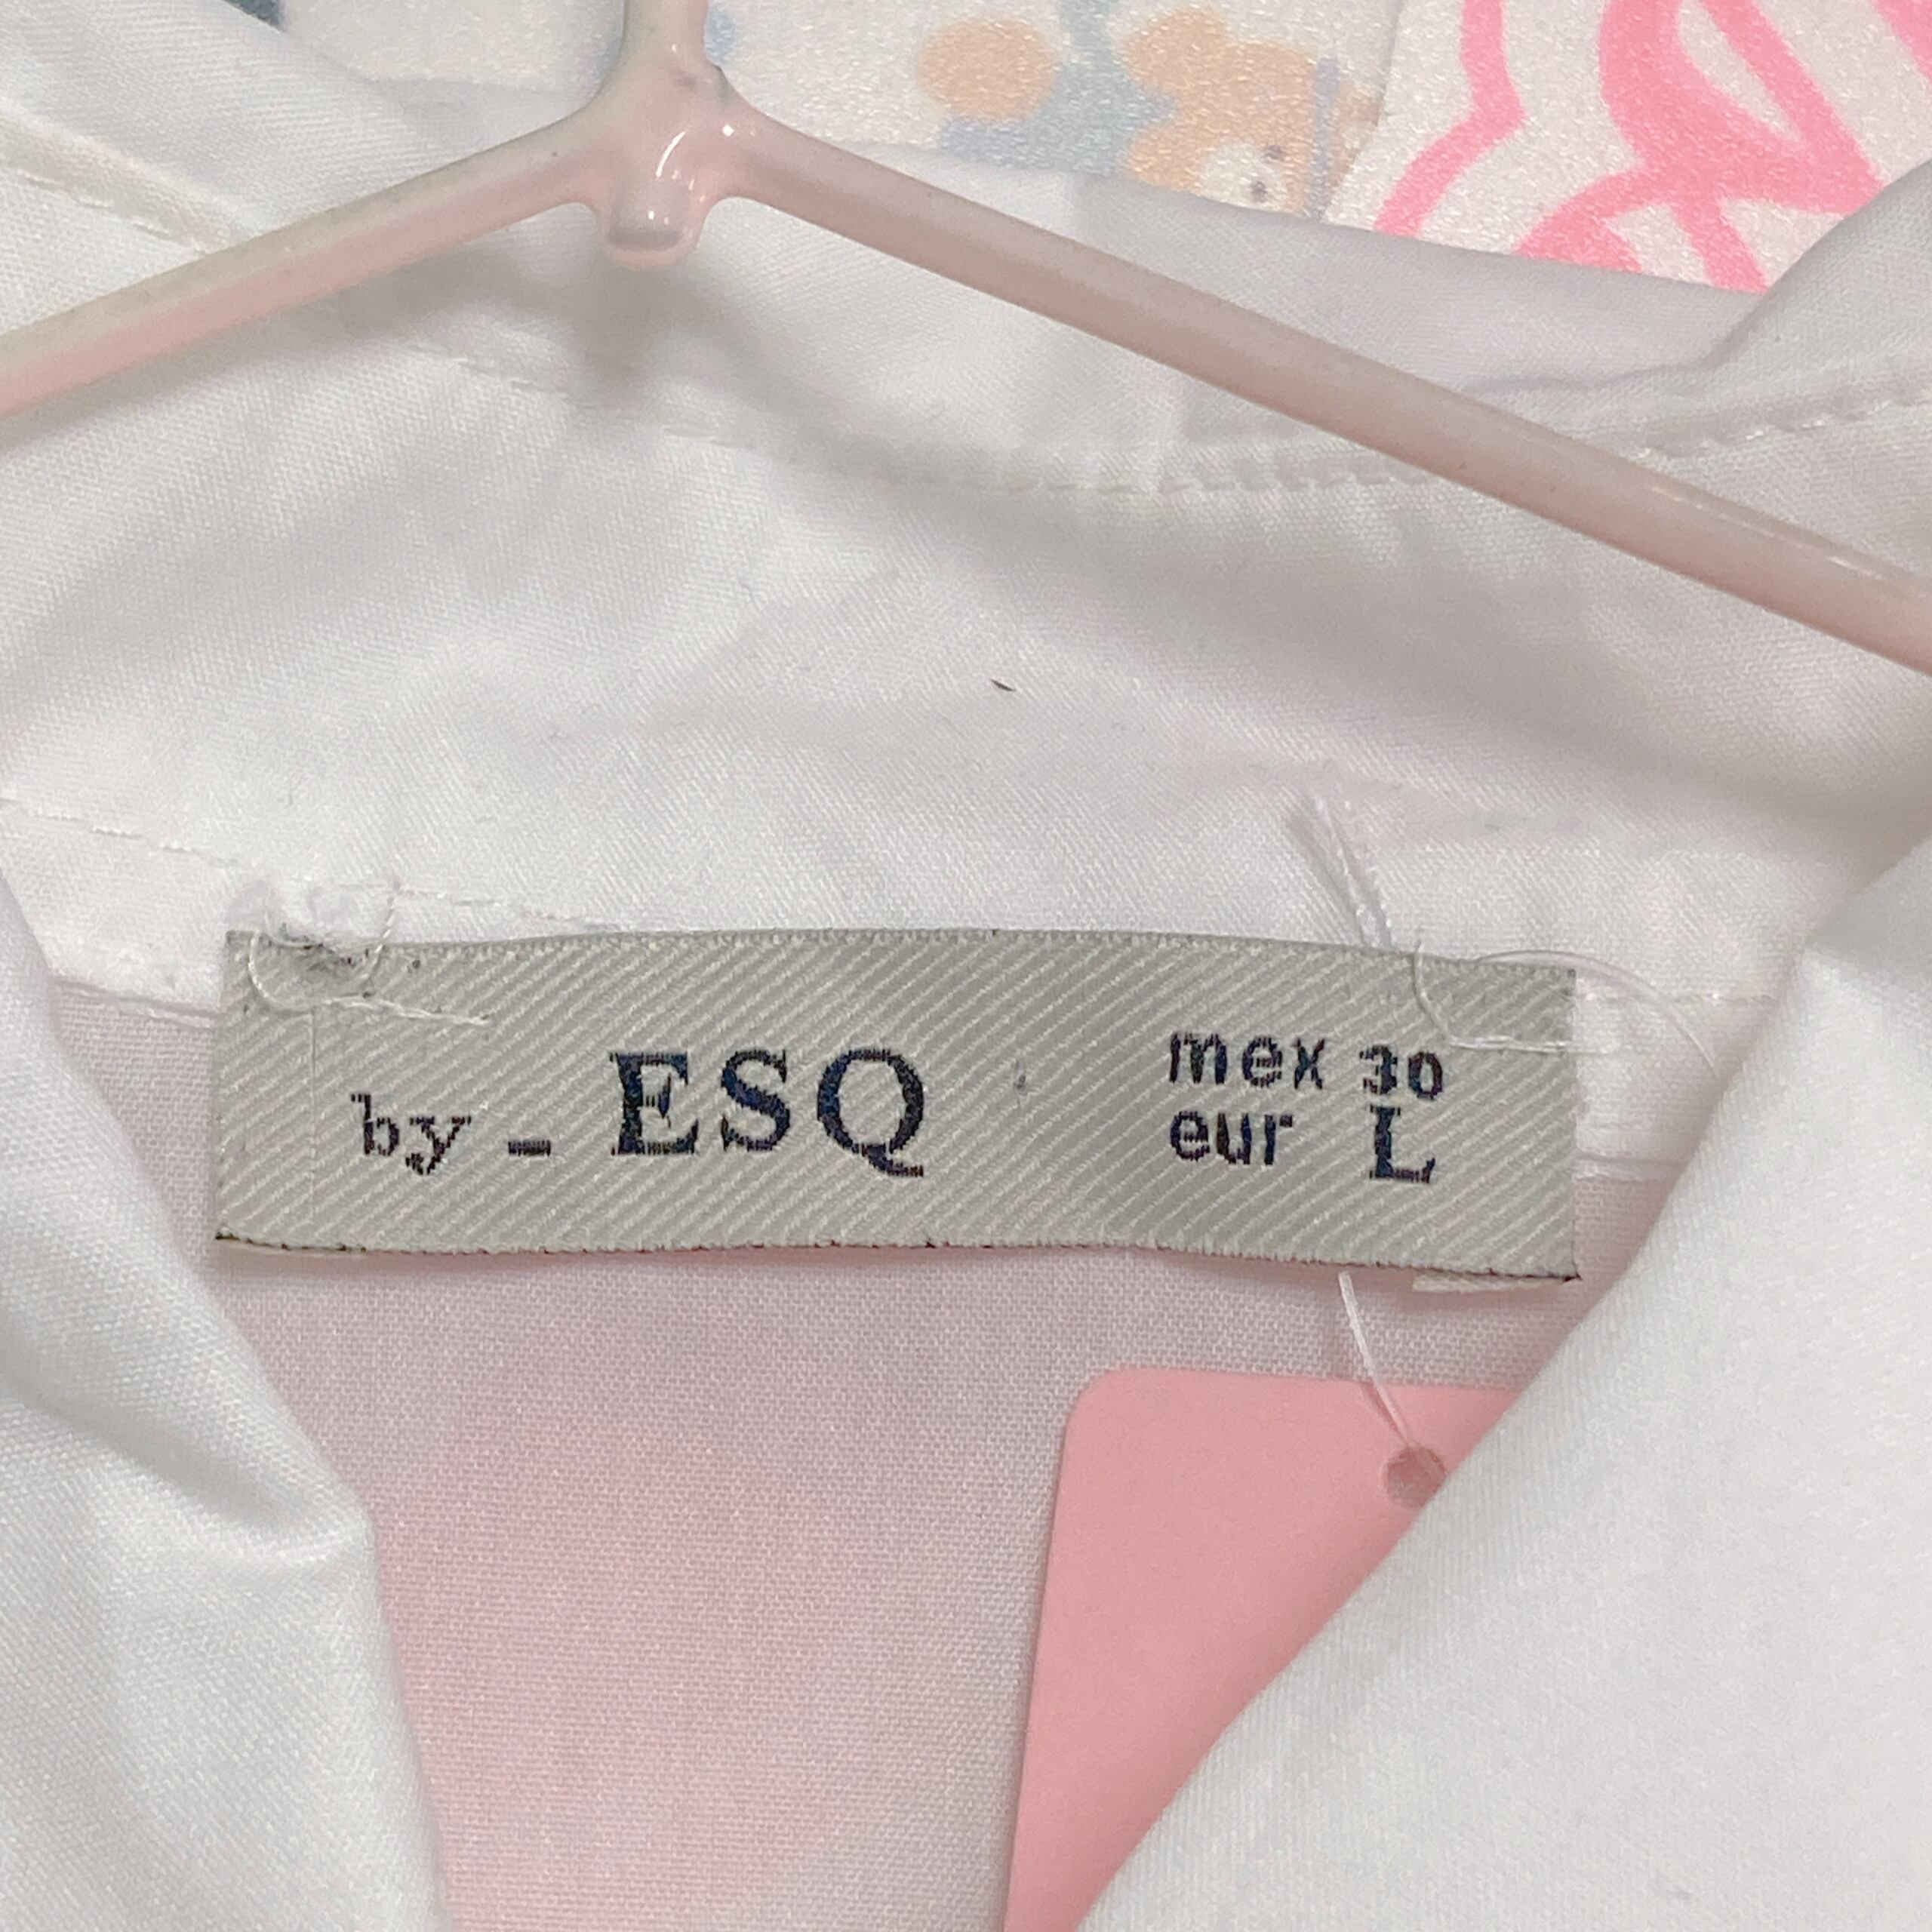 by _ ESQ
mex 30
eur L